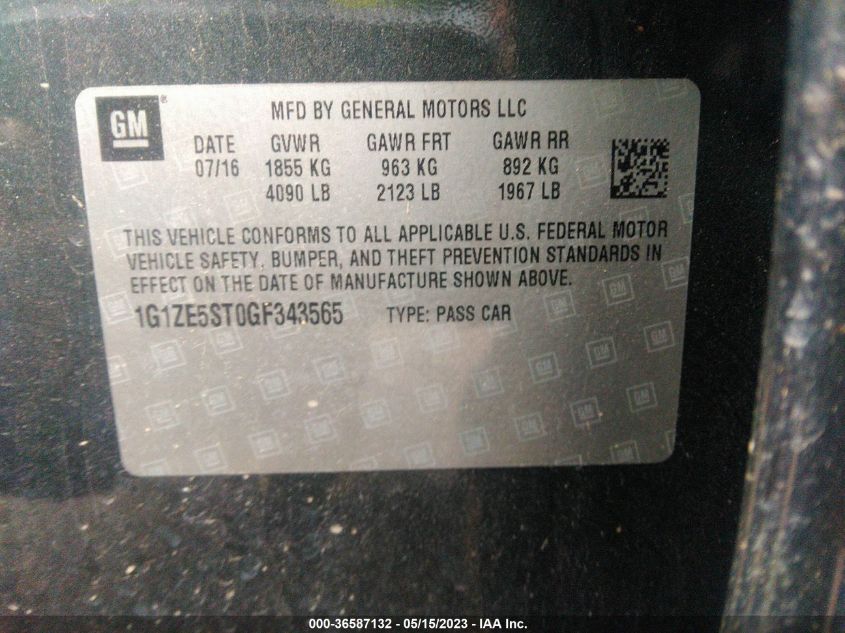 GM ®
MFD BY GENERAL MOTORS LLC
DATE GVWR GAWR FRT GAWR RR
07/16 1855 KG 963 KG 892 KG
4090 LB 2123 LB 1967 LB
THIS VEHICLE CONFORMS TO ALL APPLICABLE U.S. FEDERAL MOTOR
VEHICLE SAFETY, BUMPER, AND THEFT PREVENTION STANDARDS IN
EFFECT ON THE DATE OF MANUFACTURE SHOWN ABOVE.
1G1ZE5ST0GF343565 TYPE: PASS CAR
000-36587132 - 05/15/2023 - IAA Inc.